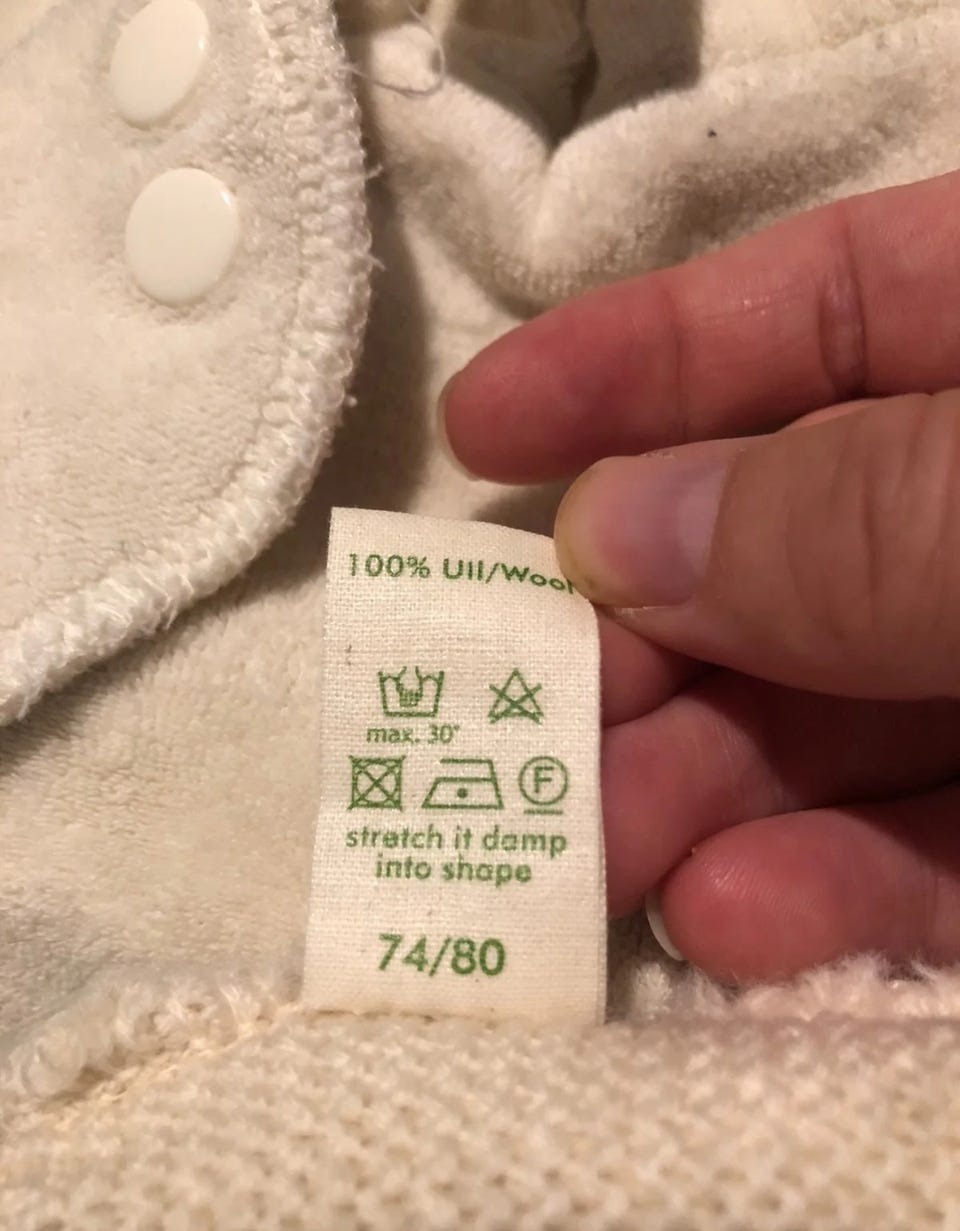 100% Ull/Wool
max. 30°
F
stretch it damp
into shape
74/80